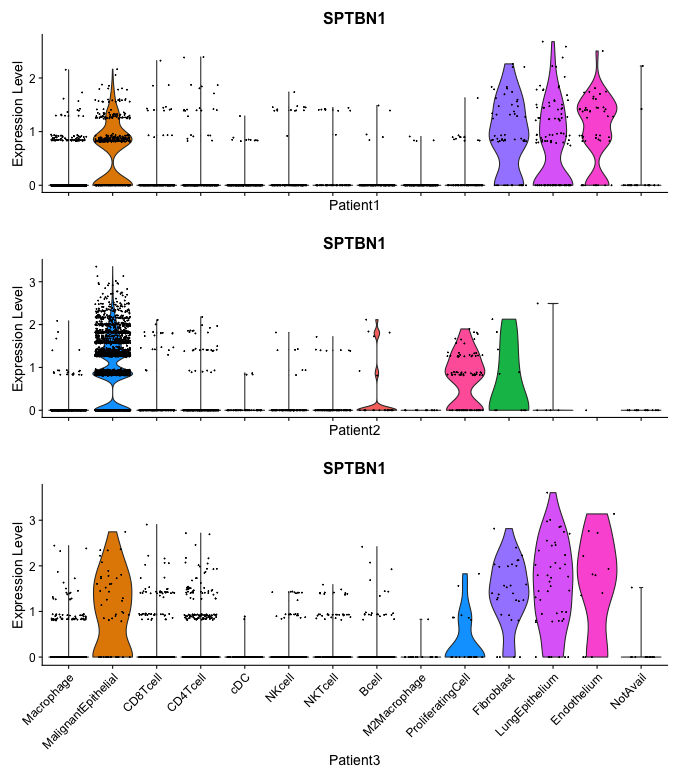 SPTBN1
Expression Level
2
1
0
Patient1
SPTBN1
Expression Level
3
2
1
0
Patient2
SPTBN1
Expression Level
3
2
1
0
Macrophage
MalignantEpithelial
CD8Tcell
CD4Tcell
cDC
NKcell
NKTcell
Bcell
M2Macrophage
ProliferatingCell
Fibroblast
LungEpithelium
Endothelium
NotAvail
Patient3